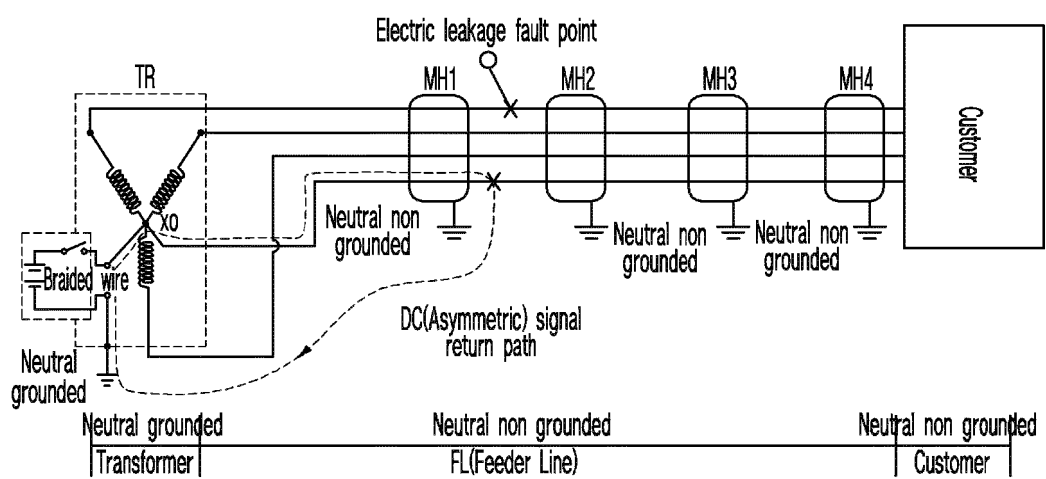 Electric leakage fault point
TR
MH1
MH2
MH3
MH4
Customer
XO
Neutral non
grounded
Neutral non
grounded
Neutral non
grounded
Braided wire
DC(Asymmetric) signal
return path
Neutral
grounded
Neutral grounded
Neutral non grounded
Neutral non grounded
Transformer
FL(Feeder Line)
Customer